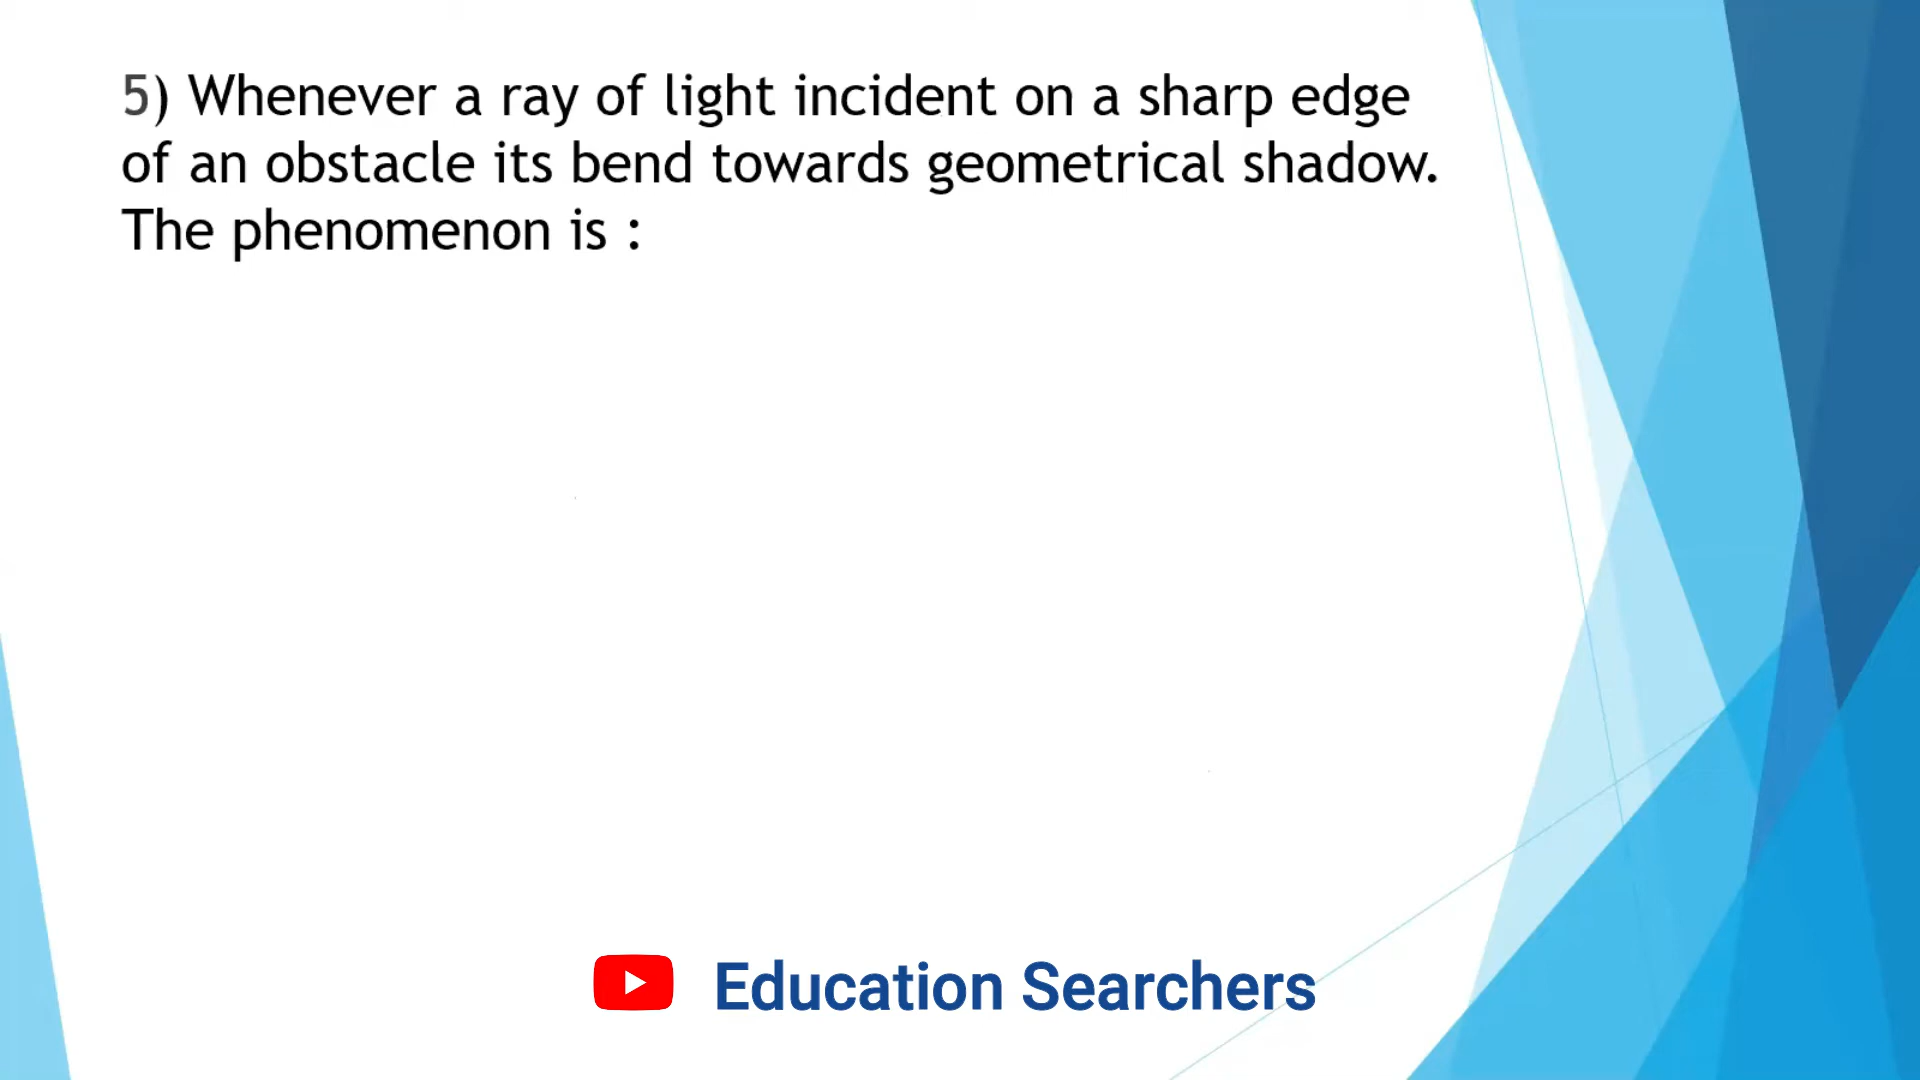 5) Whenever a ray of light incident on a sharp edge
of an obstacle its bend towards geometrical shadow.
The phenomenon is :
Education Searchers